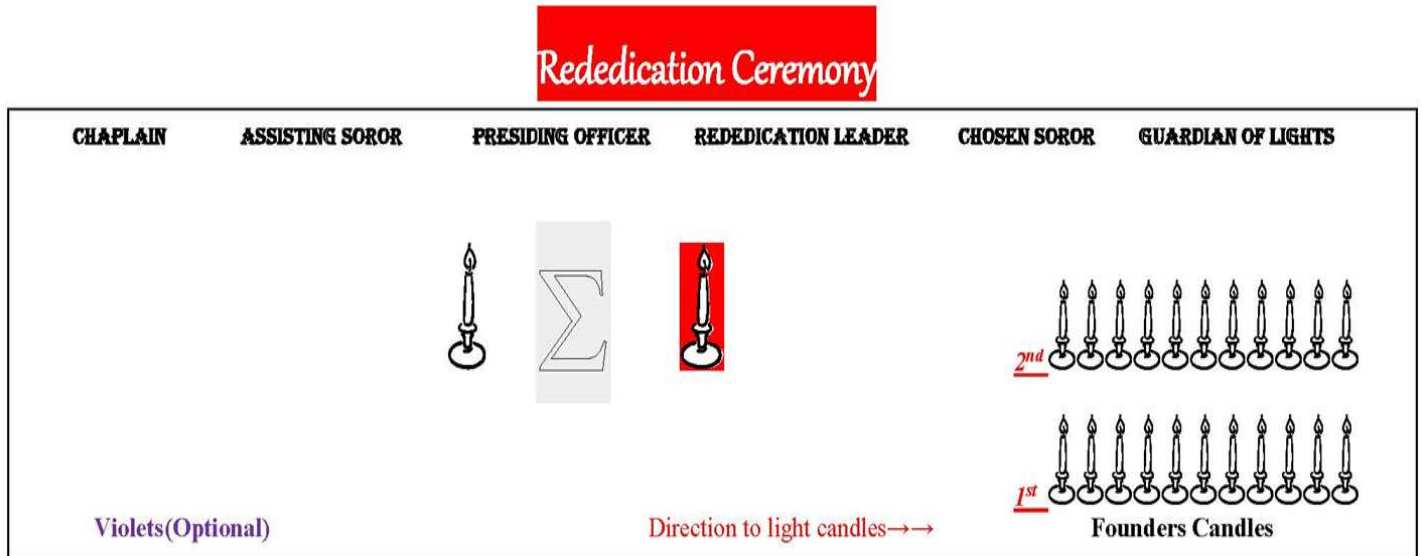 Rededication Ceremony
CHAPLAIN ASSISTING SOROR PRESIDING OFFICER REDEDICATION LEADER CHOSEN SOROR GUARDIAN OF LIGHTS
Σ
2nd
1st
Violets(Optional) Direction to light candles→→ Founders Candles